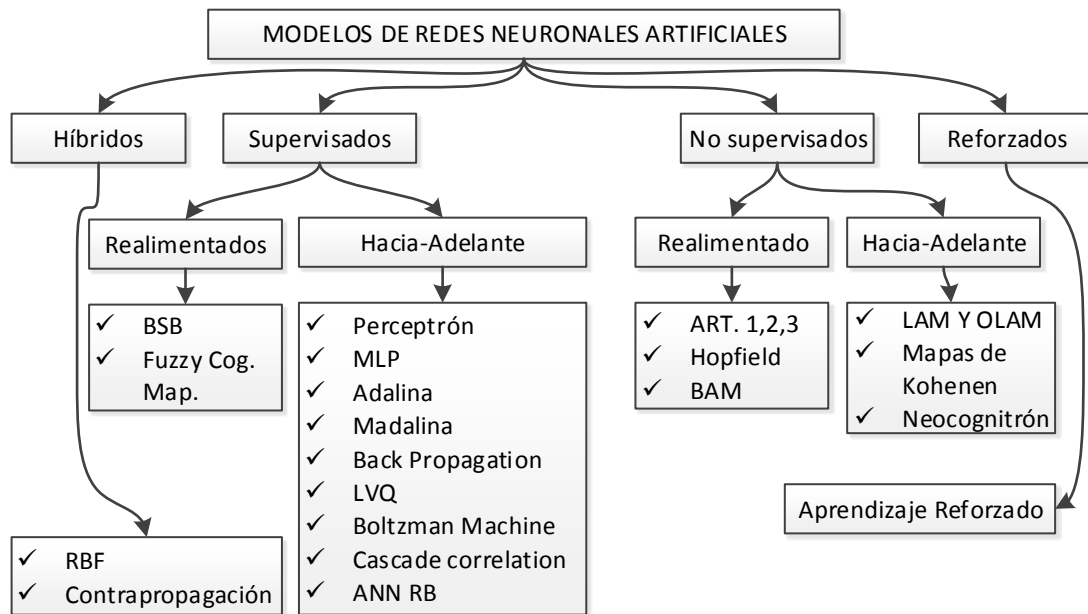 MODELOS DE REDES NEURONALES ARTIFICIALES
Híbridos
Supervisados
No supervisados
Reforzados
Realimentados
Hacia-Adelante
Realimentado
Hacia-Adelante
✓ BSB
✓ Fuzzy Cog.
Map.
✓ Perceptrón
✓ MLP
✓ Adalina
✓ Madalina
✓ Back Propagation
✓ LVQ
✓ Boltzman Machine
✓ Cascade correlation
✓ ANN RB
✓ ART. 1,2,3
✓ Hopfield
✓ BAM
✓ LAM Y OLAM
✓ Mapas de
Kohenen
✓ Neocognitrón
Aprendizaje Reforzado
✓ RBF
✓ Contrapropagación